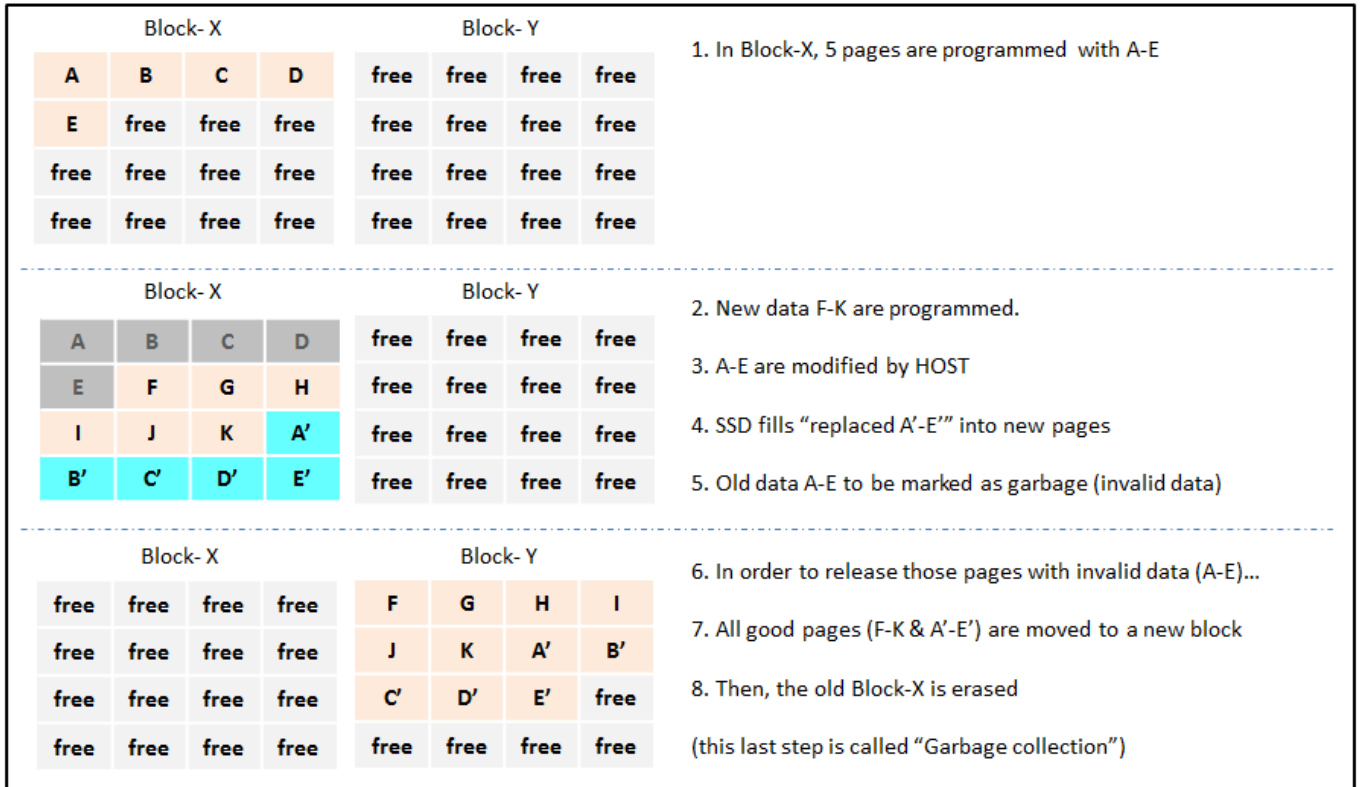 Block- X
Block- Y
A B C D
free free free free
E free free free
free free free free
free free free free
free free free free
free free free free
free free free free
1. In Block-X, 5 pages are programmed with A-E
Block- X
Block- Y
A B C D
free free free free
E F G H
free free free free
I J K A’
free free free free
B’ C’ D’ E’
free free free free
2. New data F-K are programmed.
3. A-E are modified by HOST
4. SSD fills “replaced A’-E’” into new pages
5. Old data A-E to be marked as garbage (invalid data)
Block- X
Block- Y
free free free free
F G H I
free free free free
J K A’ B’
free free free free
C’ D’ E’ free
free free free free
free free free free
6. In order to release those pages with invalid data (A-E)...
7. All good pages (F-K & A’-E’) are moved to a new block
8. Then, the old Block-X is erased
(this last step is called “Garbage collection”)